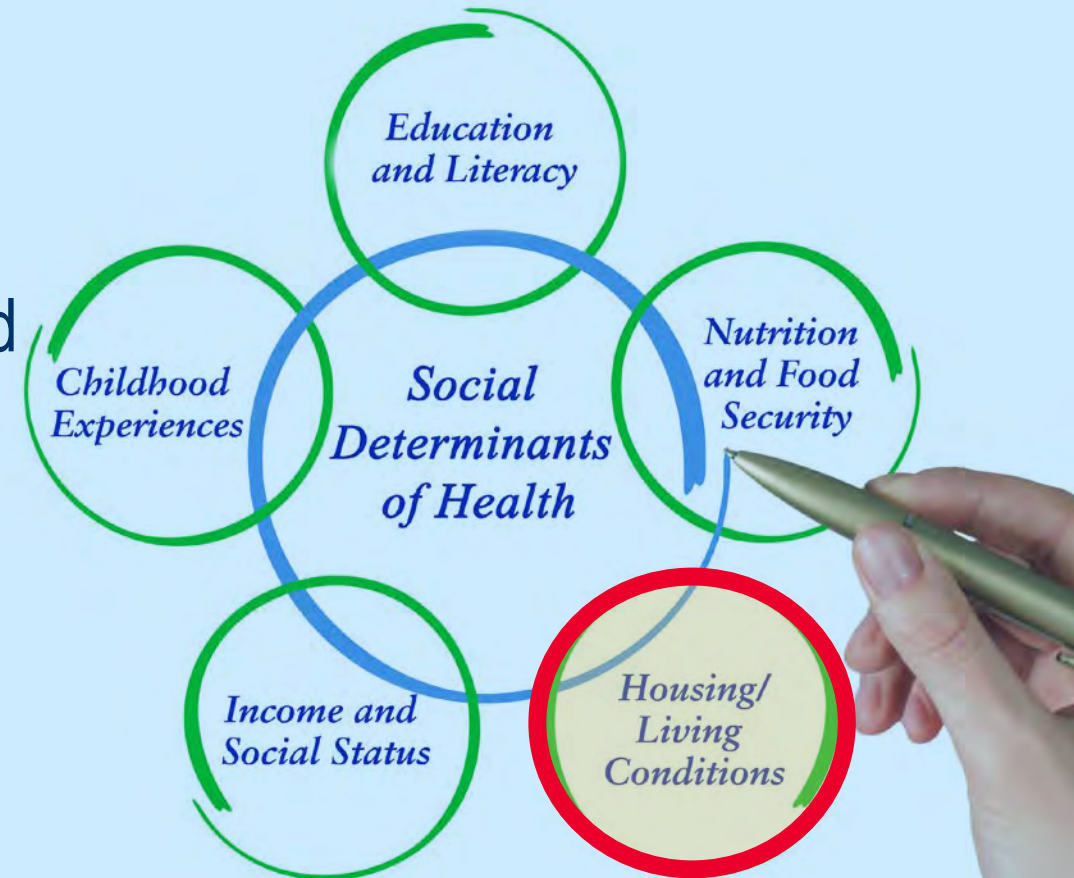 Education
and Literacy
d
Childhood
Experiences
Social
Determinants
of Health
Nutrition
and Food
Security
Income and
Social Status
Housing/
Living
Conditions